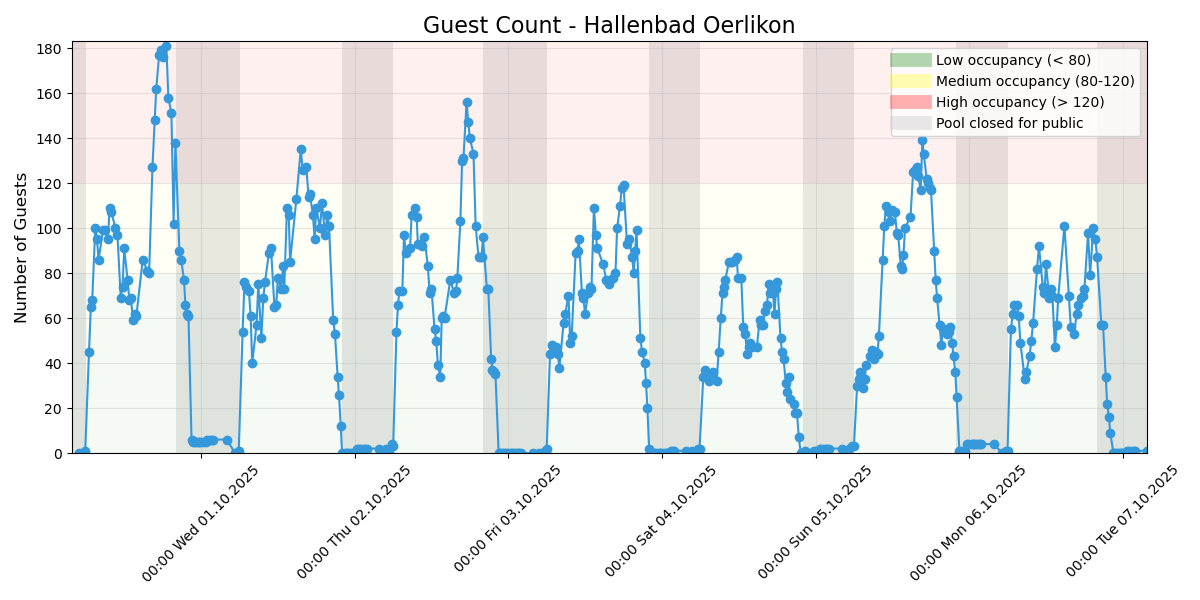 Guest Count - Hallenbad Oerlikon
Number of Guests
180
160
140
120
100
80
60
40
20
0
Low occupancy (< 80)
Medium occupancy (80-120)
High occupancy (> 120)
Pool closed for public
00:00 Wed 01.10.2025
00:00 Thu 02.10.2025
00:00 Fri 03.10.2025
00:00 Sat 04.10.2025
00:00 Sun 05.10.2025
00:00 Mon 06.10.2025
00:00 Tue 07.10.2025